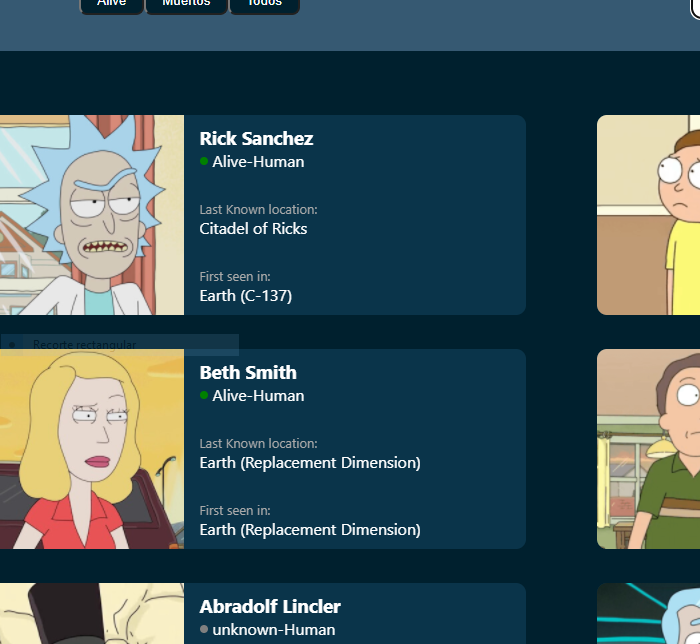 Alive Muertos Todos
Rick Sanchez
Alive-Human
Last Known location:
Citadel of Ricks
First seen in:
Earth (C-137)
Recorte rectangular
Beth Smith
Alive-Human
Last Known location:
Earth (Replacement Dimension)
First seen in:
Earth (Replacement Dimension)
Abradolf Lincler
unknown-Human